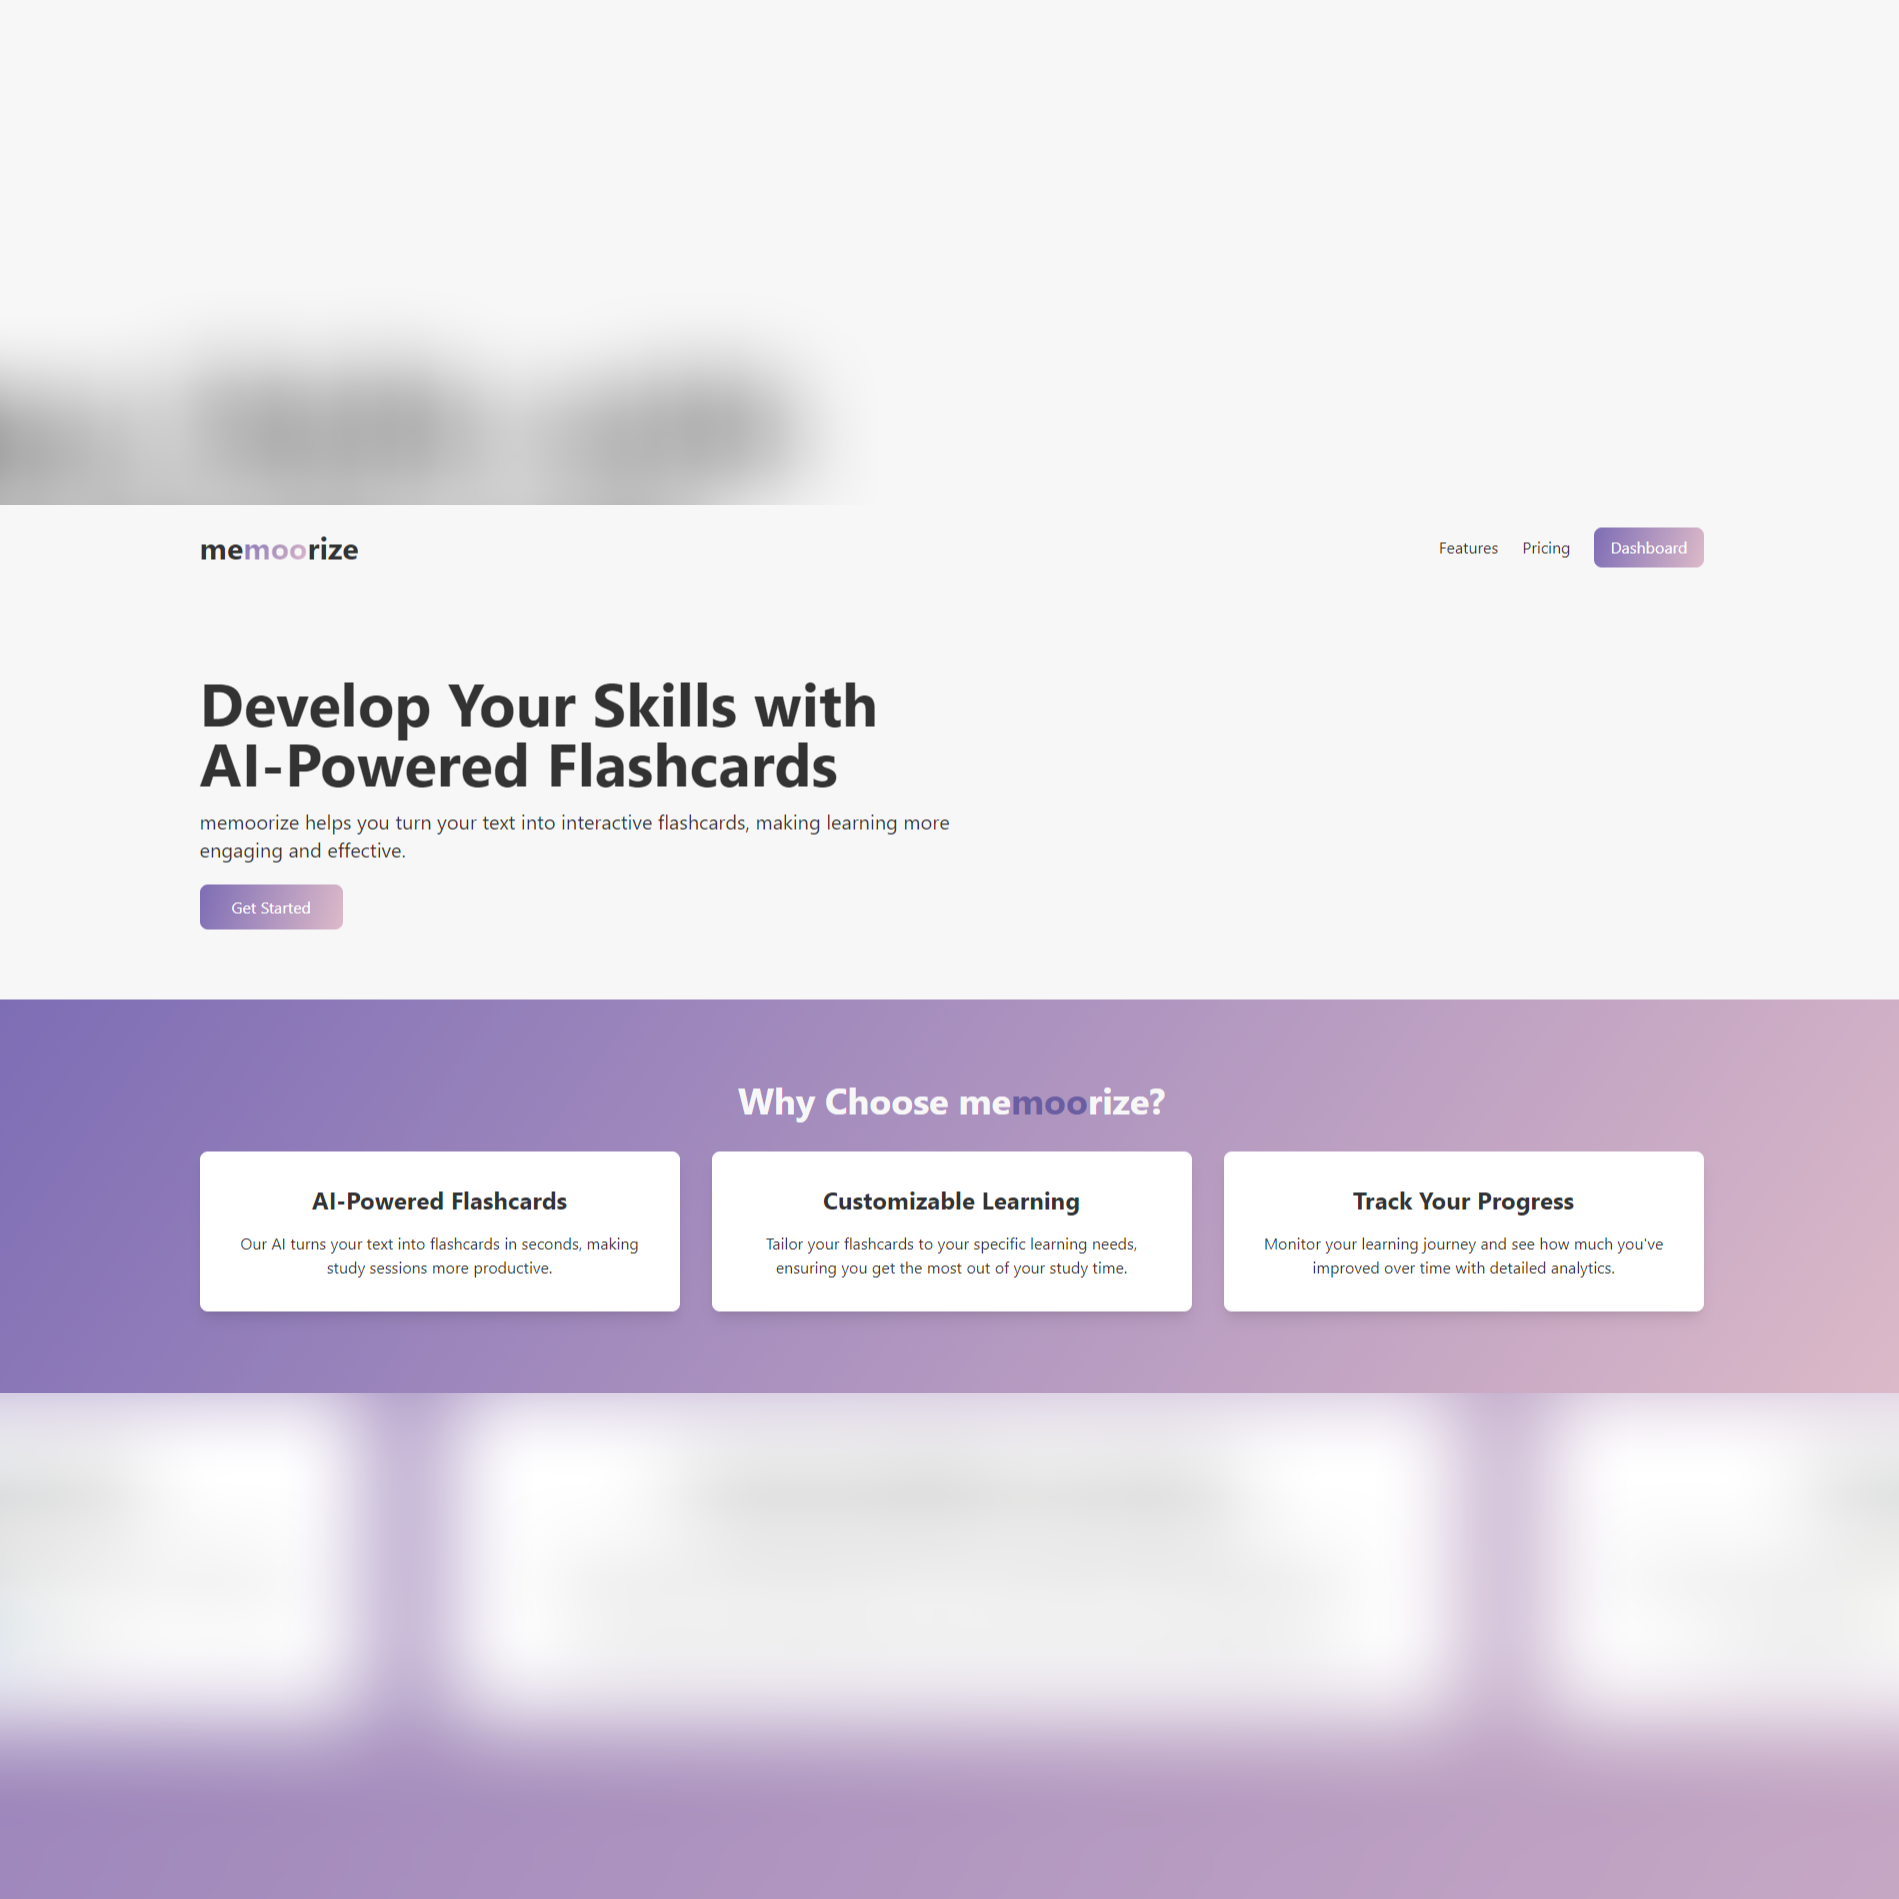 memoorize
Features
Pricing
Dashboard
Develop Your Skills with
AI-Powered Flashcards
memoorize helps you turn your text into interactive flashcards, making learning more
engaging and effective.
Get Started
Why Choose memoorize?
AI-Powered Flashcards
Our AI turns your text into flashcards in seconds, making
study sessions more productive.
Customizable Learning
Tailor your flashcards to your specific learning needs,
ensuring you get the most out of your study time.
Track Your Progress
Monitor your learning journey and see how much you've
improved over time with detailed analytics.